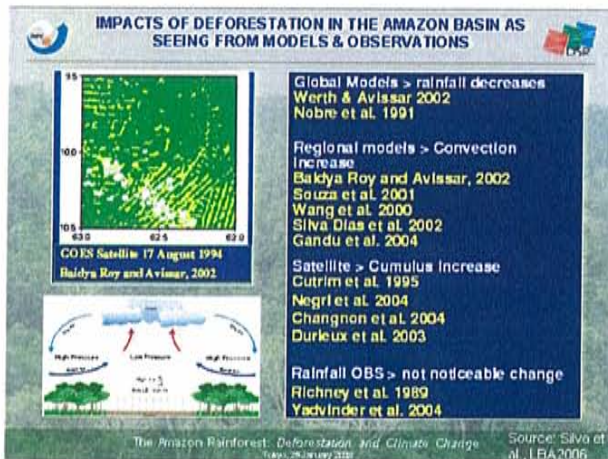 IMPACTS OF DEFORESTATION IN THE AMAZON BASIN AS
SEEING FROM MODELS & OBSERVATIONS
9.5
10.0
10.5
63.0
62.5
62.0
GOES Satellite 17 August 1994
Baidya Roy and Avissar, 2002
High Pressure
Low Pressure
High Pressure
Global Models > rainfall decreases
Werth & Avissar 2002
Nobre et al. 1991
Regional models > Convection
Increase
Baidya Roy and Avissar, 2002
Souza et al. 2001
Wang et al. 2000
Silva Dias et al. 2002
Gandu et al. 2004
Satellite > Cumulus Increase
Cutrim et al. 1995
Negri et al. 2004
Changnon et al. 2004
Durieux et al. 2003
Rainfall OBS > not noticeable change
Richney et al. 1989
Yadvinder et al. 2004
The Amazon Rainforest: Deforestation and Climate Change
Source: Silva et
al., LBA2006